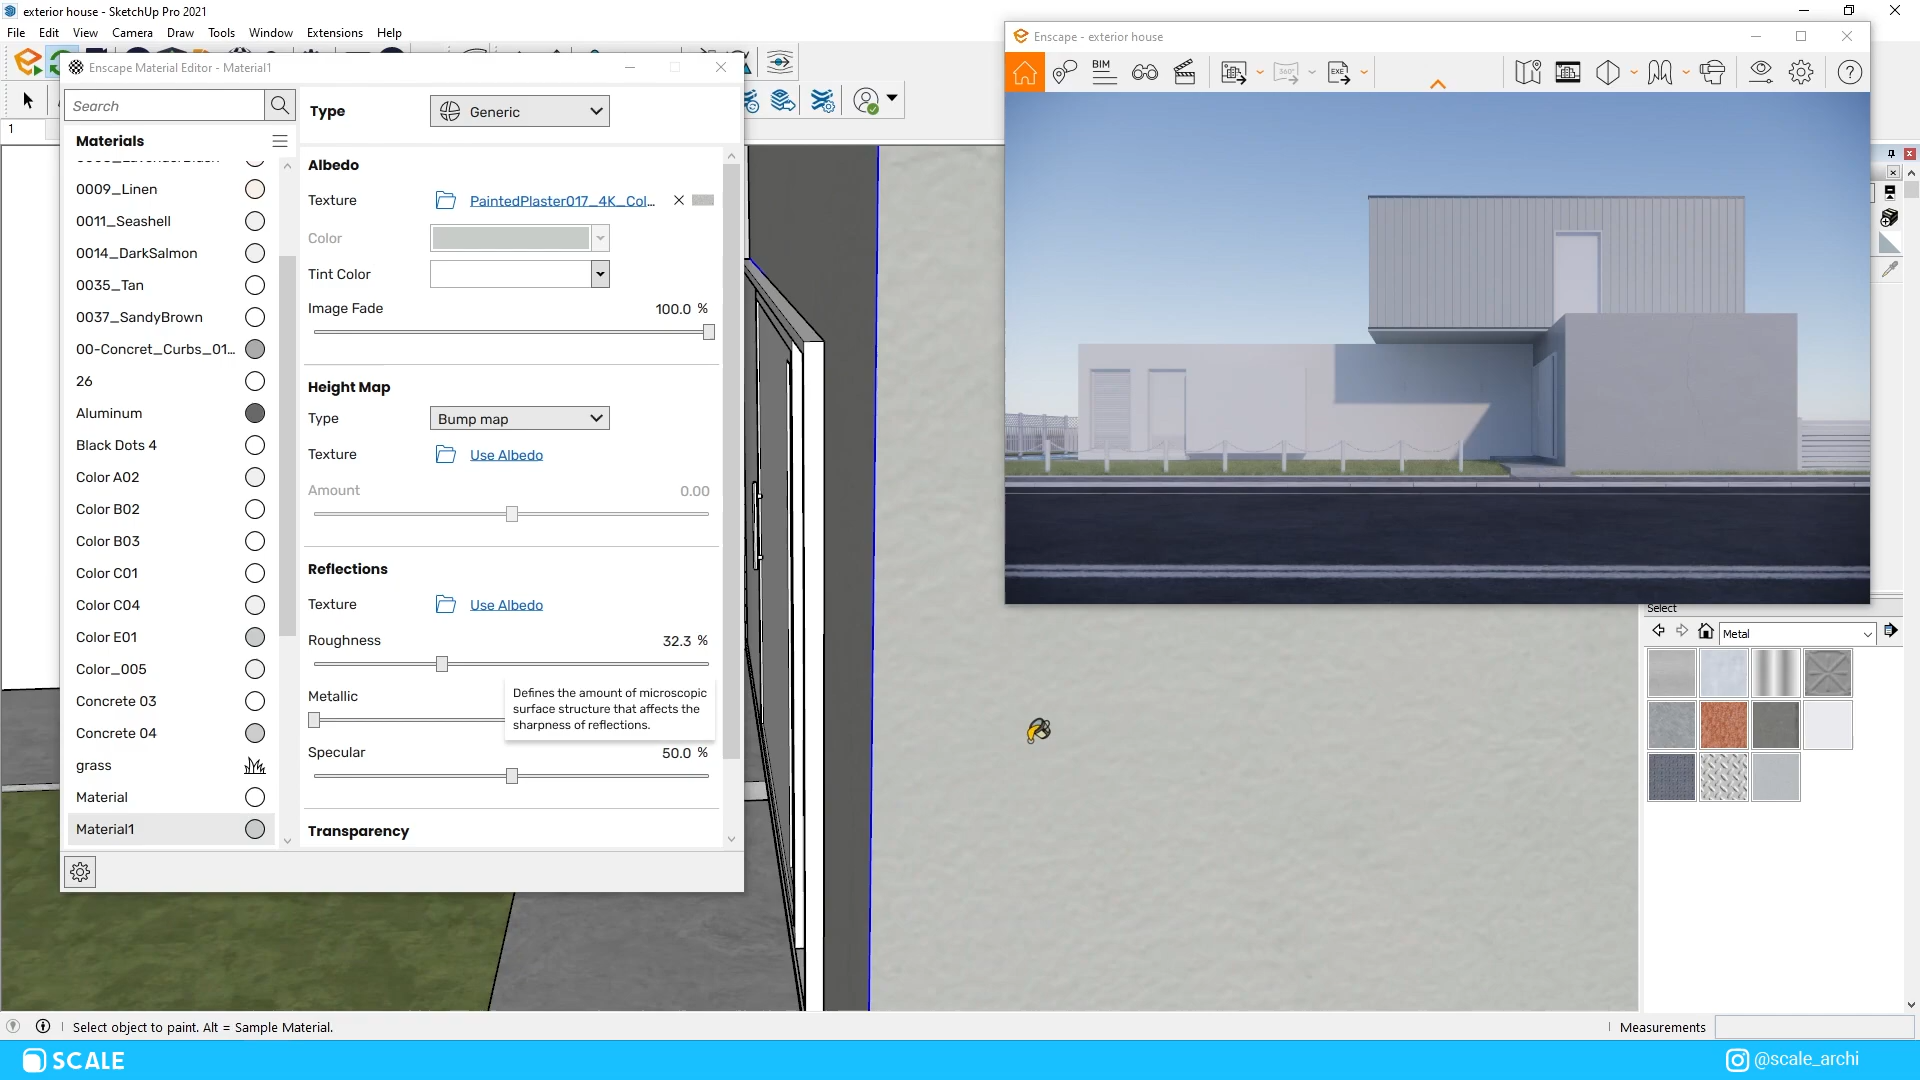 exterior house - SketchUp Pro 2021
File Edit View Camera Draw Tools Window Extensions Help
Enscape Material Editor - Material1
Search
Type
Generic
Materials
0009_Linen
0011_Seashell
0014_DarkSalmon
0035_Tan
0037_SandyBrown
00-Concret_Curbs_01...
26
Aluminum
Black Dots 4
Color A02
Color B02
Color B03
Color C01
Color C04
Color E01
Color_005
Concrete 03
Concrete 04
grass
Material
Material1
Albedo
Texture
PaintedPlaster017_4K_Col...
Color
Tint Color
Image Fade
100.0 %
Height Map
Type
Bump map
Texture
Use Albedo
Amount
0.00
Reflections
Texture
Use Albedo
Roughness
32.3 %
Metallic
Defines the amount of microscopic
surface structure that affects the
sharpness of reflections.
Specular
50.0 %
Transparency
1
Enscape - exterior house
BIM
360°
EXE
Select
Metal
Select object to paint. Alt = Sample Material.
Measurements
SCALE
@scale_archi